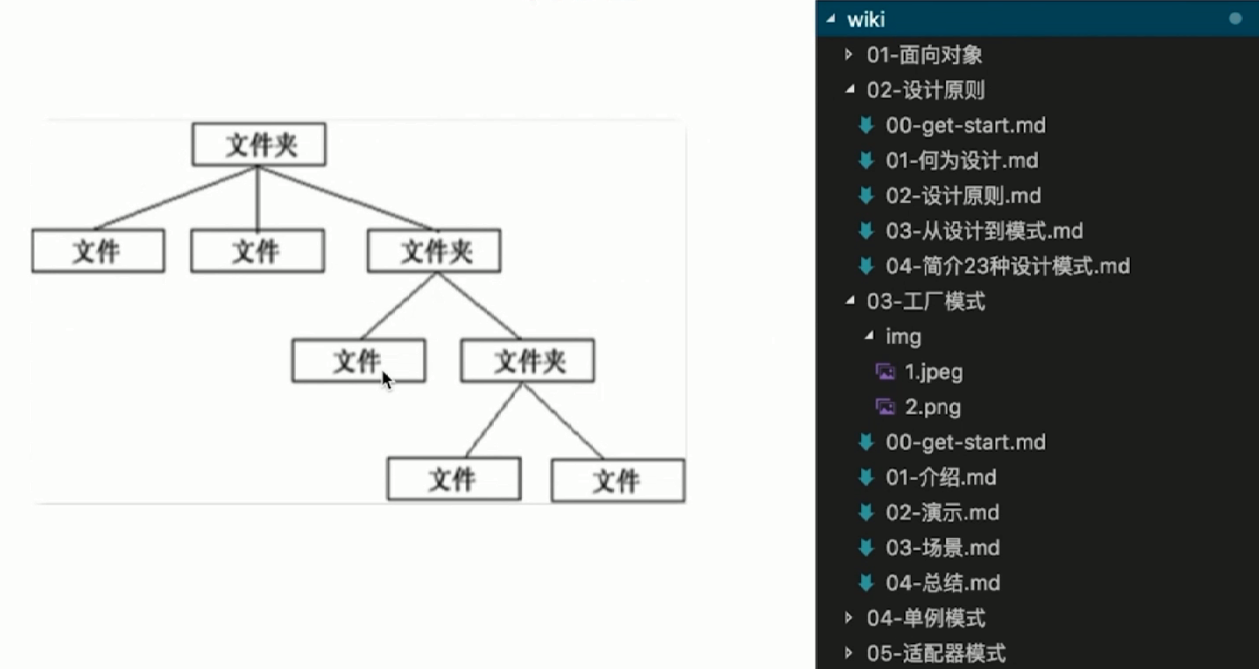 文件夹
文件
文件
文件夹
文件
文件夹
文件
文件
wiki
01-面向对象
02-设计原则
00-get-start.md
01-何为设计.md
02-设计原则.md
03-从设计到模式.md
04-简介23种设计模式.md
03-工厂模式
img
1.jpeg
2.png
00-get-start.md
01-介绍.md
02-演示.md
03-场景.md
04-总结.md
04-单例模式
05-适配器模式